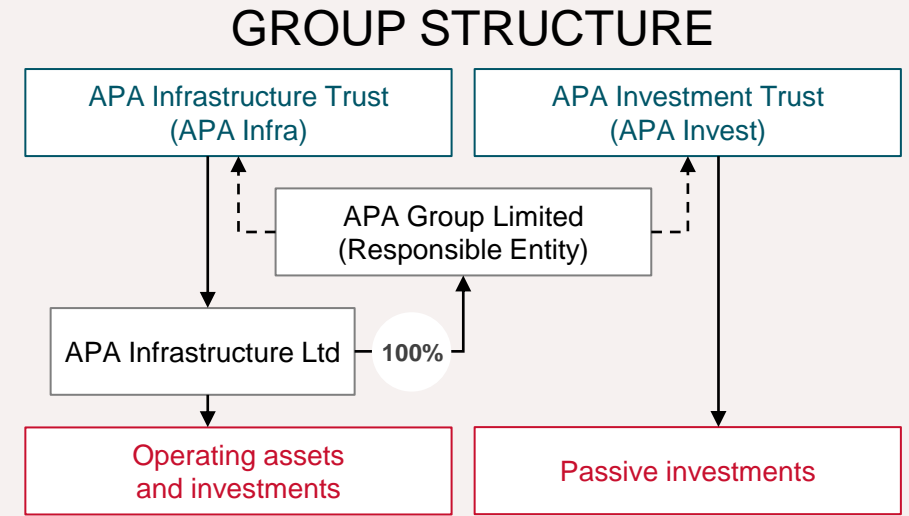 GROUP STRUCTURE
APA Infrastructure Trust
(APA Infra)
APA Investment Trust
(APA Invest)
APA Group Limited
(Responsible Entity)
APA Infrastructure Ltd
100%
Operating assets
and investments
Passive investments